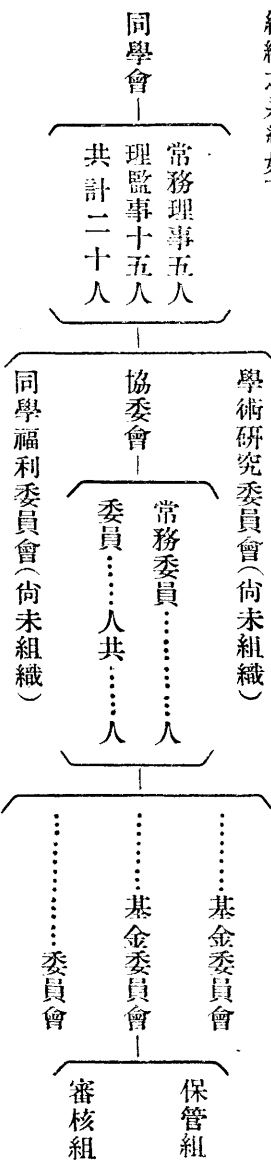 同學會
常務理事五人
理監事十五人
共計二十人
學術研究委員會(尙未組織)
協委會
同學福利委員會(尙未組織)
常務委員…………人
委員……人共……人
………基金委員會
………基金委員會
…………委員會
保管組
審核組